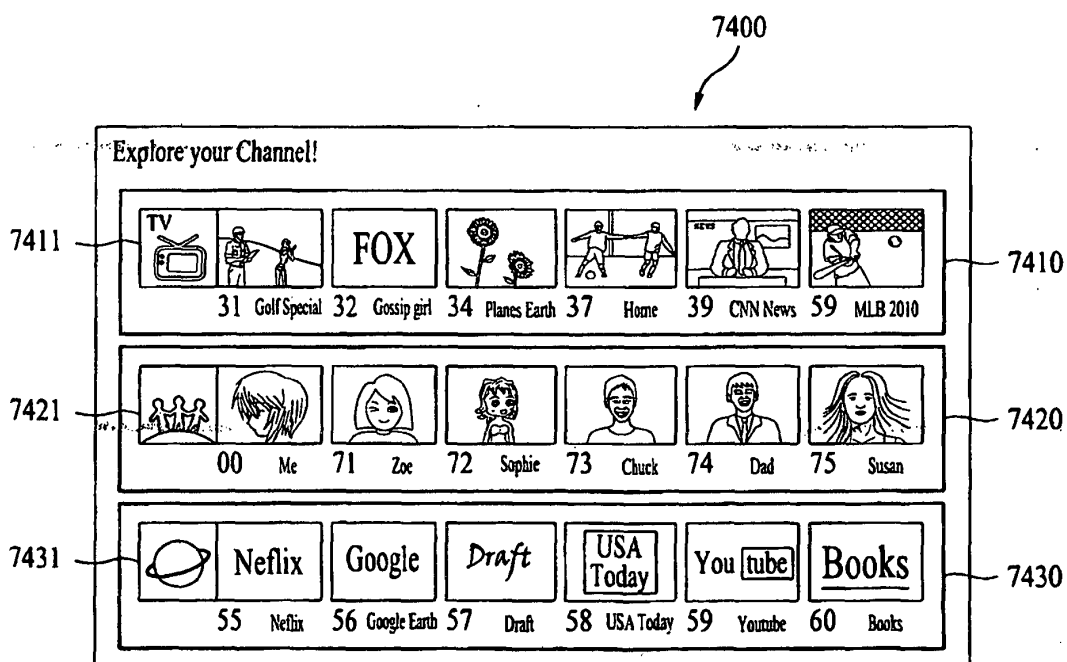 7400
Explore your Channel!
TV
FOX
NEWS
7411
7410
31 Golf Special 32 Gossip girl 34 Planes Earth 37 Home 39 CNN News 59 MLB 2010
7421
7420
00 Me 71 Zoe 72 Sophie 73 Chuck 74 Dad 75 Susan
7431
Neflix Google Draft USA Today You tube Books
7430
55 Neflix 56 Google Earth 57 Draft 58 USA Today 59 Youtube 60 Books